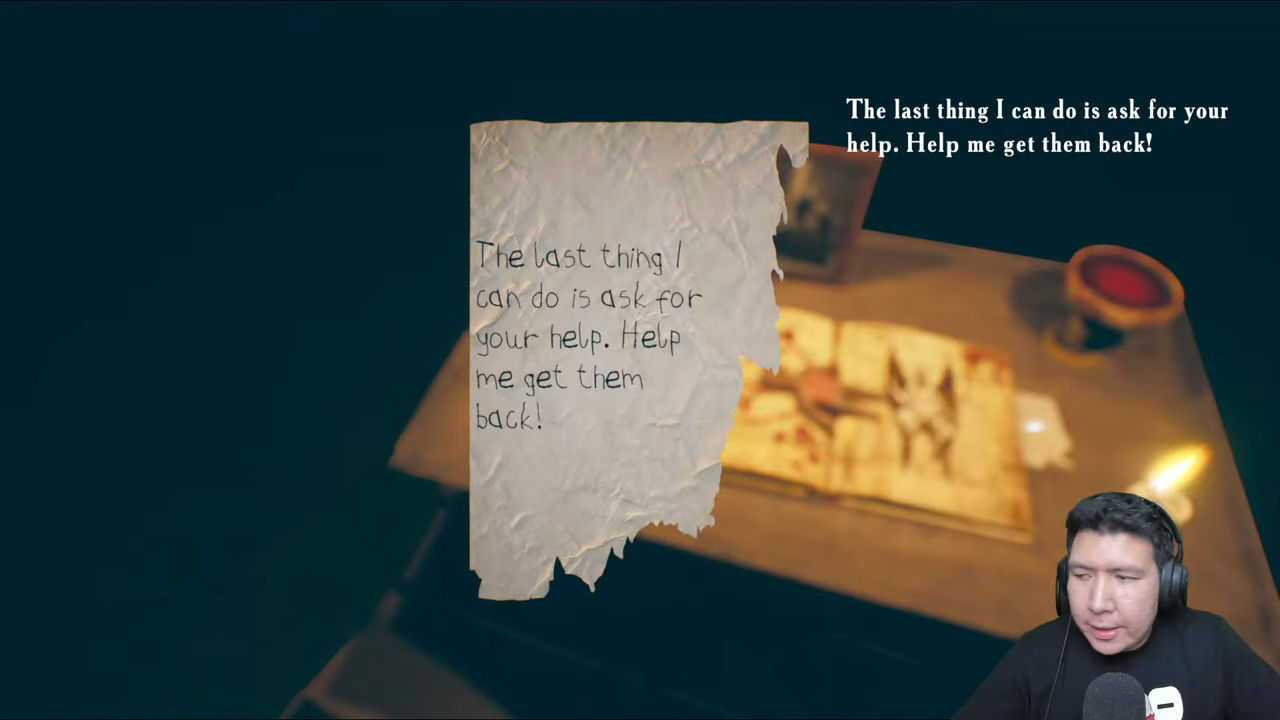 The last thing I can do is ask for your
help. Help me get them back!
The last thing I
can do is ask for
your help. Help
me get them
back!